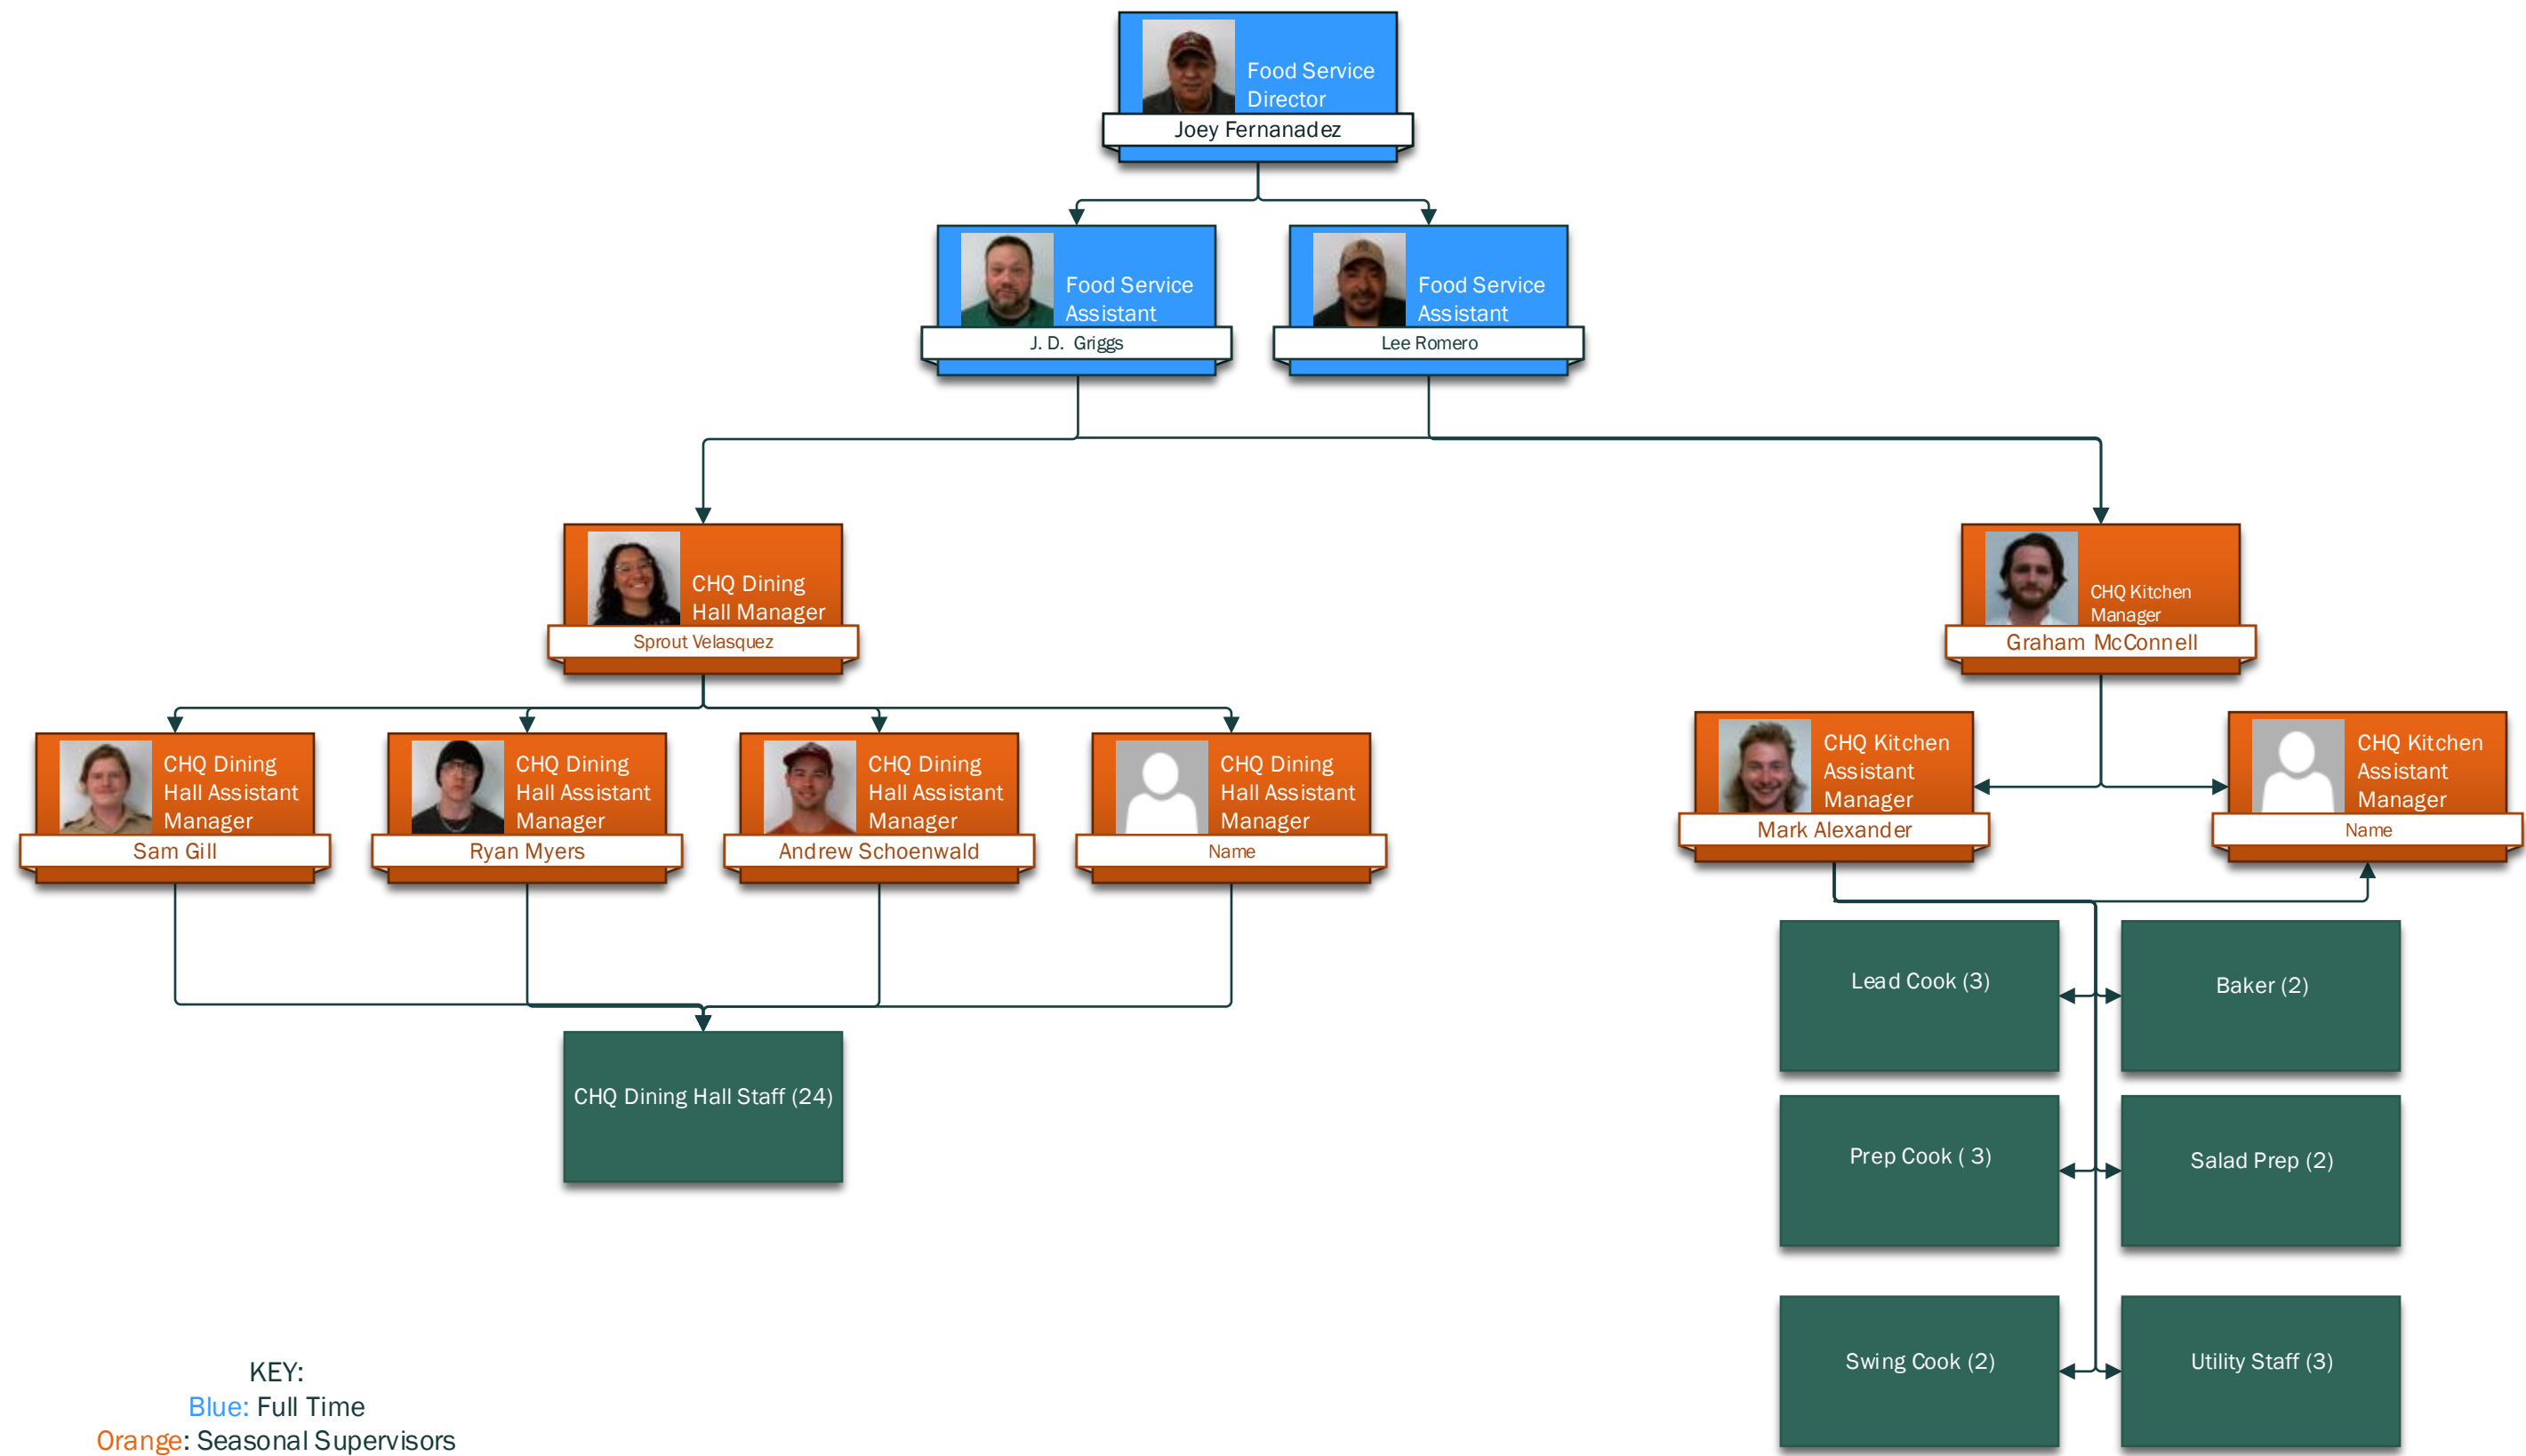 Food Service
Director
Joey Fernanadez
Food Service
Assistant
J. D. Griggs
Food Service
Assistant
Lee Romero
CHQ Dining
Hall Manager
Sprout Velasquez
CHQ Kitchen
Manager
Graham McConnell
CHQ Dining
Hall Assistant
Manager
Sam Gill
CHQ Dining
Hall Assistant
Manager
Ryan Myers
CHQ Dining
Hall Assistant
Manager
Andrew Schoenwald
CHQ Dining
Hall Assistant
Manager
Name
CHQ Kitchen
Assistant
Manager
Mark Alexander
CHQ Kitchen
Assistant
Manager
Name
Lead Cook (3)
Baker (2)
CHQ Dining Hall Staff (24)
Prep Cook ( 3)
Salad Prep (2)
Swing Cook (2)
Utility Staff (3)
KEY:
Blue: Full Time
Orange: Seasonal Supervisors